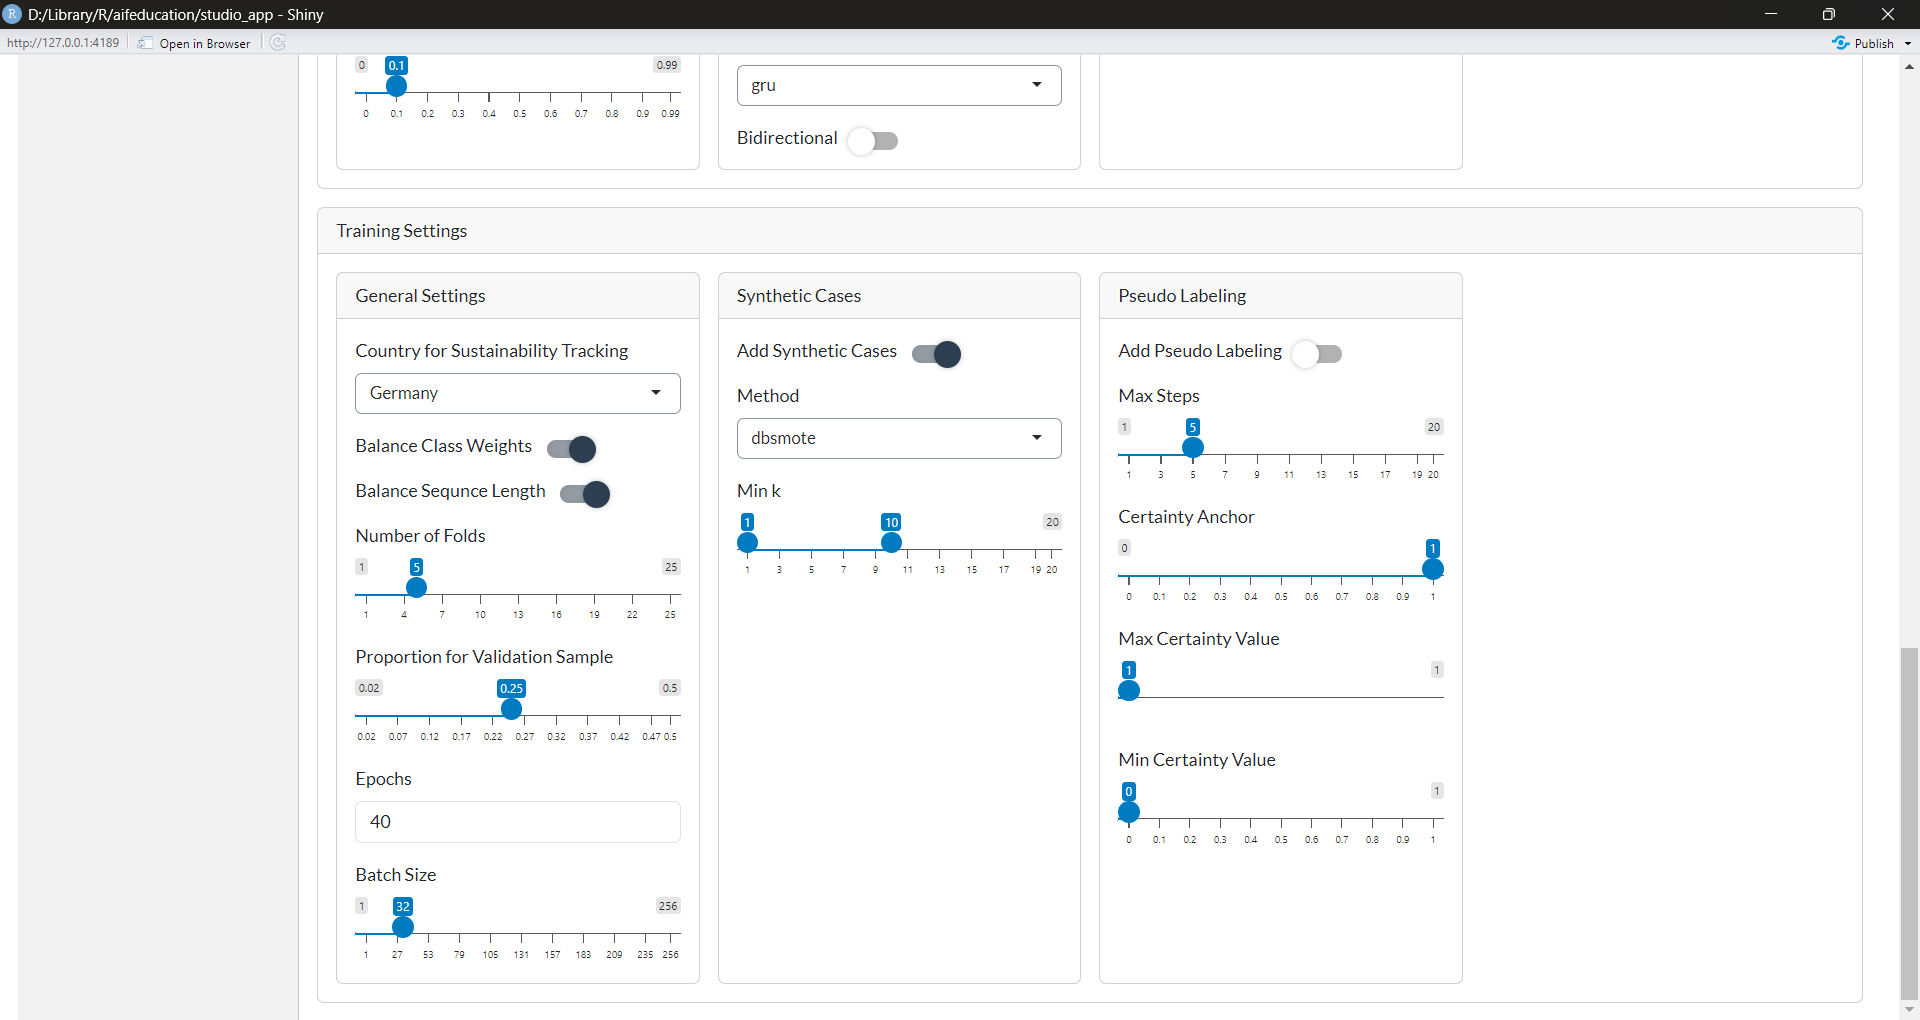 R D:/Library/R/aifeducation/studio_app - Shiny
http://127.0.0.1:4189 Open in Browser Publish
0 0.1 0.99
0 0.1 0.2 0.3 0.4 0.5 0.6 0.7 0.8 0.9 0.99
gru
Bidirectional
Training Settings
General Settings
Country for Sustainability Tracking
Germany
Balance Class Weights
Balance Sequnce Length
Number of Folds
1 5 25
1 4 7 10 13 16 19 22 25
Proportion for Validation Sample
0.02 0.25 0.5
0.02 0.07 0.12 0.17 0.22 0.27 0.32 0.37 0.42 0.47 0.5
Epochs
40
Batch Size
1 32 256
1 27 53 79 105 131 157 183 209 235 256
Synthetic Cases
Add Synthetic Cases
Method
dbsmote
Min k
1 10 20
1 3 5 7 9 11 13 15 17 19 20
Pseudo Labeling
Add Pseudo Labeling
Max Steps
1 5 20
1 3 5 7 9 11 13 15 17 19 20
Certainty Anchor
0 1
0 0.1 0.2 0.3 0.4 0.5 0.6 0.7 0.8 0.9 1
Max Certainty Value
1 1
Min Certainty Value
0 1
0 0.1 0.2 0.3 0.4 0.5 0.6 0.7 0.8 0.9 1